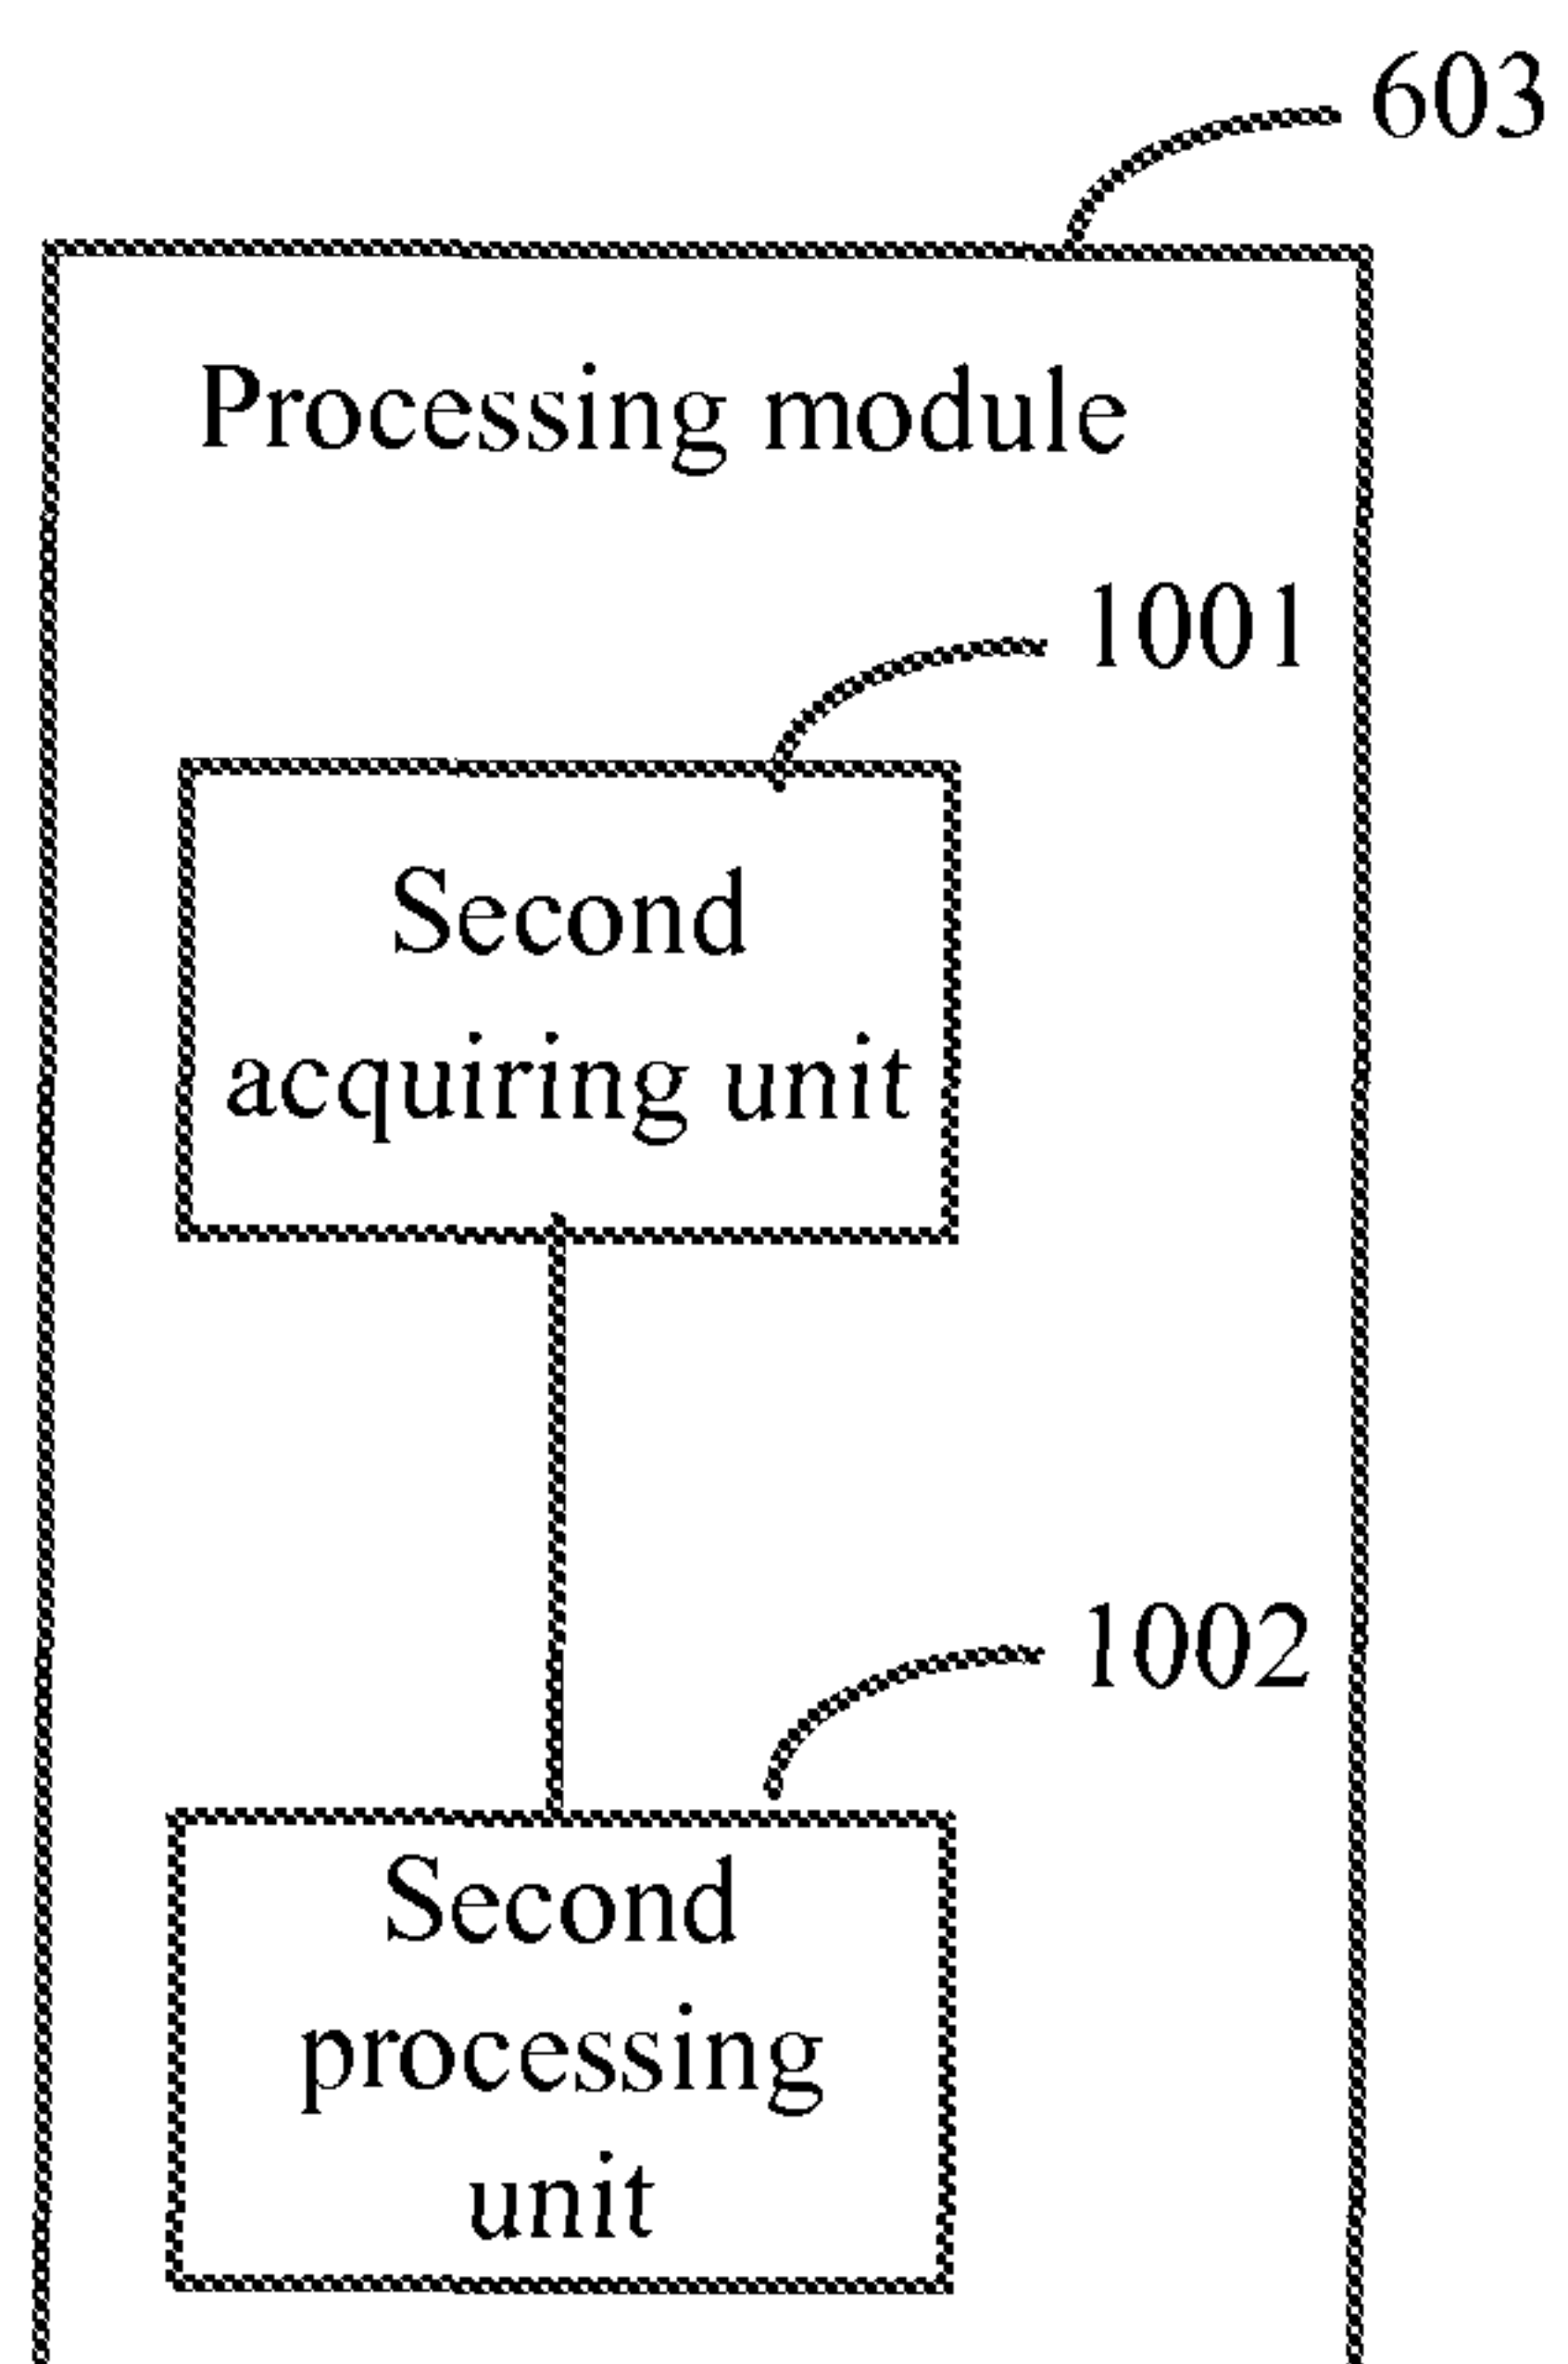 603
Processing module
1001
Second
acquiring unit
1002
Second
processing
unit